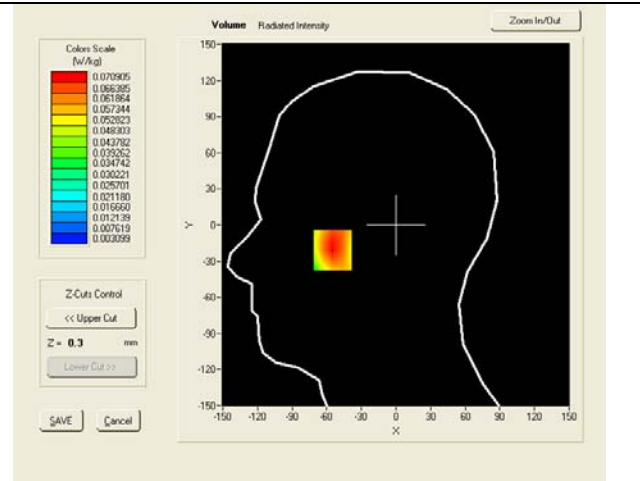 Volume Radiated Intensity
Zoom In/Out
Colors Scale
(W/kg)
0.070905
0.066385
0.061864
0.057344
0.052823
0.048303
0.043782
0.039262
0.034742
0.030221
0.025701
0.021180
0.016660
0.012139
0.007619
0.003099
Z-Cuts Control
<< Upper Cut
Z = 0.3 mm
Lower Cut >>
SAVE Cancel
150
120
90
60
30
0
-30
-60
-90
-120
-150
Y
-150 -120 -90 -60 -30 0 30 60 90 120 150
X